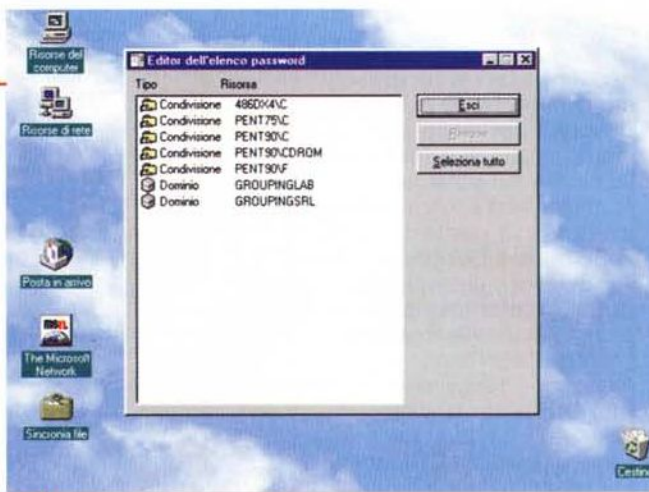 Risorse del
computer
Risorse di rete
Posta in arrivo
msn.
The Microsoft
Network
Sincronia file
Editor dell'elenco password
Tipo Risorsa
Condivisione 486DX4\C
Condivisione PENT75\C
Condivisione PENT90\C
Condivisione PENT90\CDROM
Condivisione PENT90\F
Dominio GROUPINGLAB
Dominio GROUPINGSRL
Esci
Seleziona tutto
Cestino